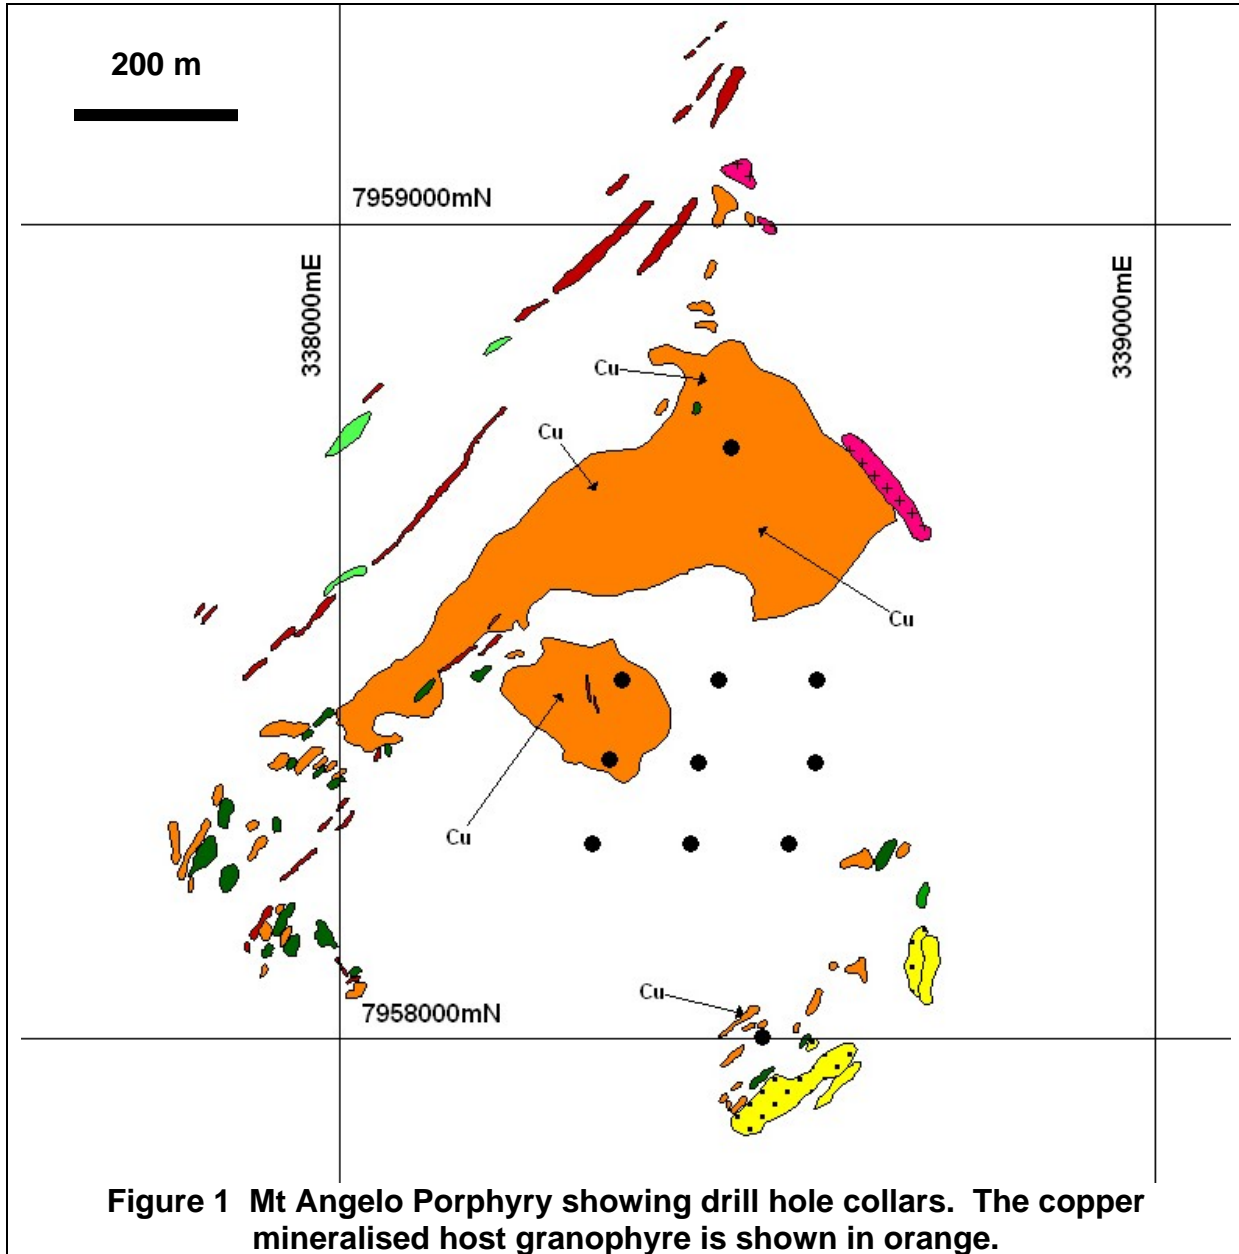 200 m
7959000mN
338000mE
339000mE
Cu
Cu
Cu
Cu
Cu
7958000mN
Figure 1 Mt Angelo Porphyry showing drill hole collars. The copper
mineralised host granophyre is shown in orange.